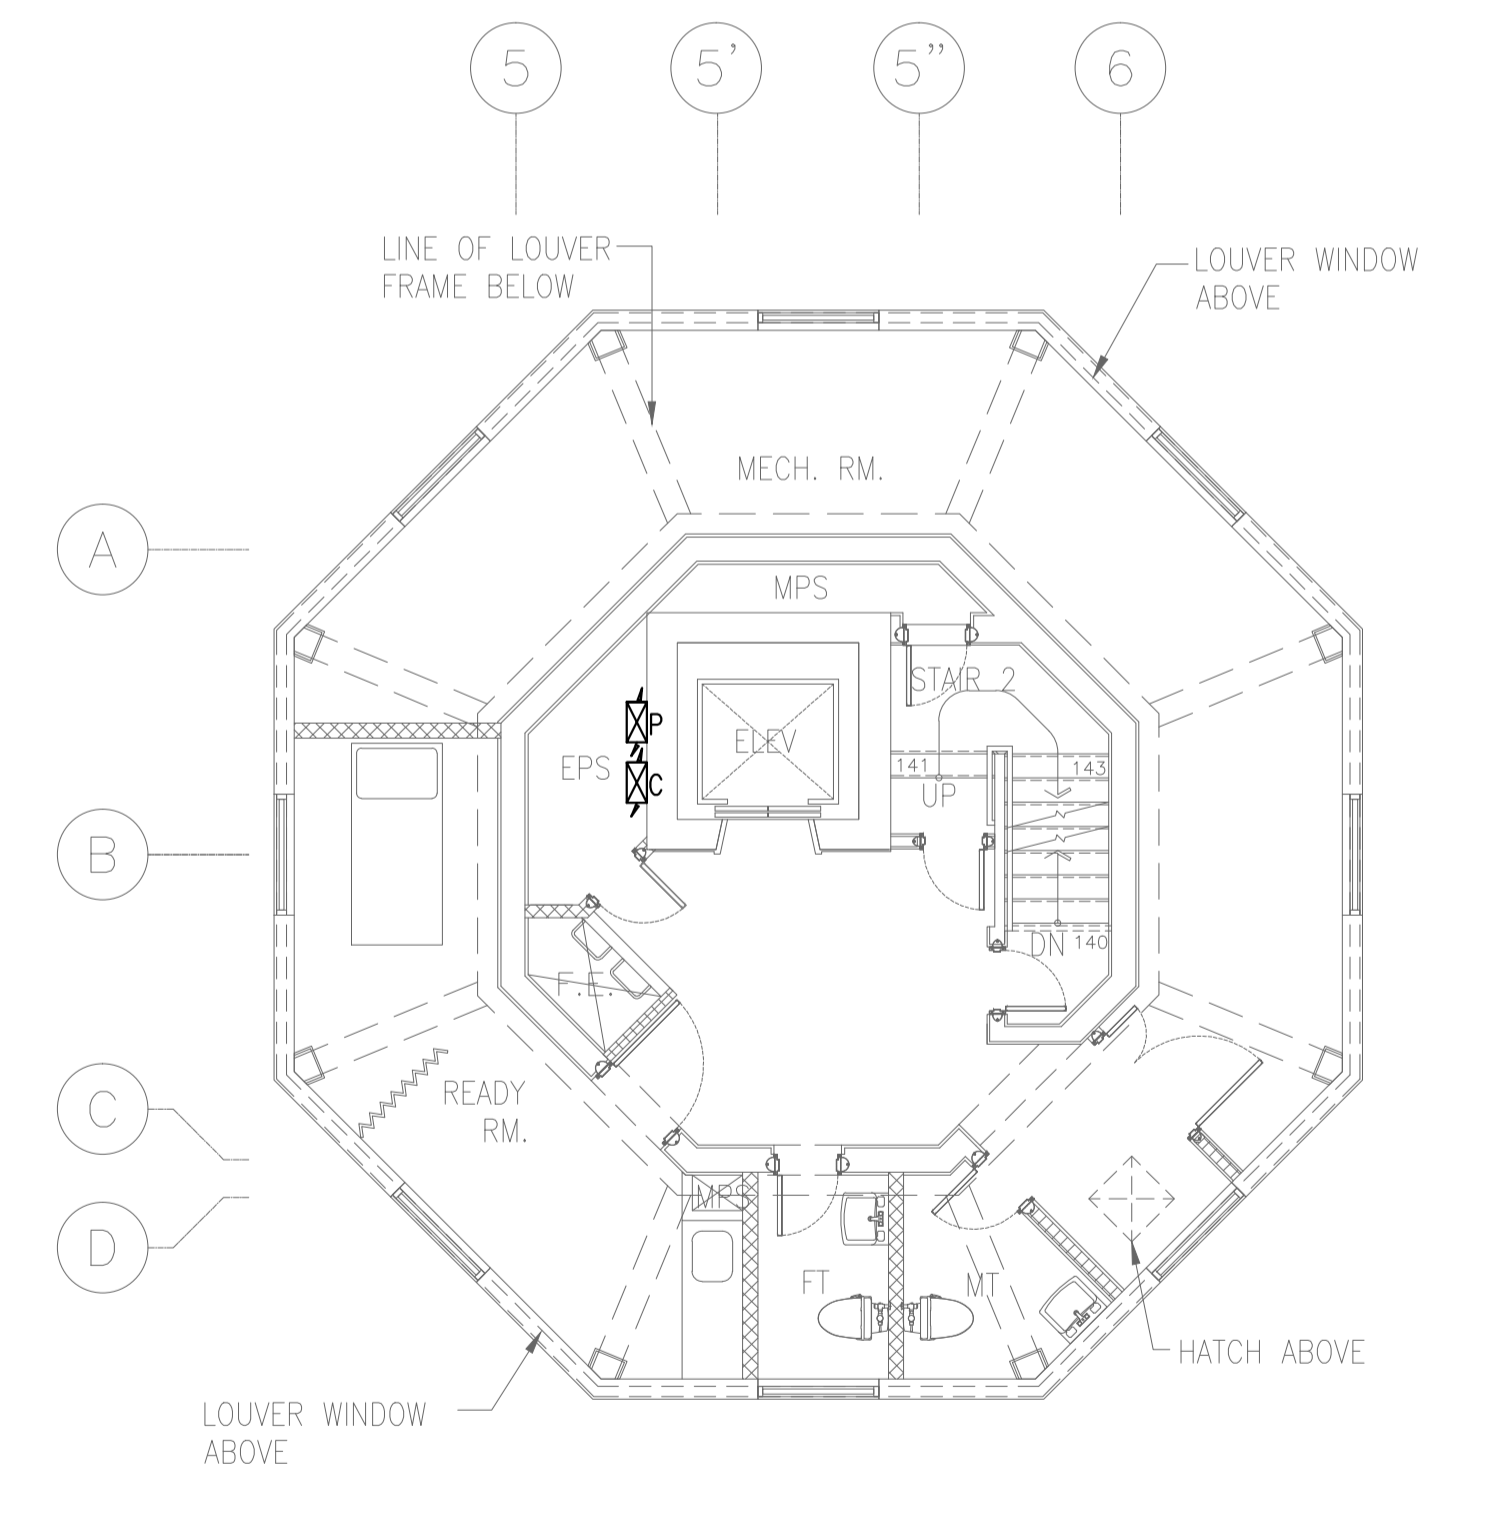 5
5'
5"
6
LINE OF LOUVER
FRAME BELOW
LOUVER WINDOW
ABOVE
MECH. RM.
A
MPS
STAIR 2
P
ELEV
EPS
C
141
143
UP
B
DN
140
F.E.
READY
RM.
C
MPS
D
FT
MT
HATCH ABOVE
LOUVER WINDOW
ABOVE